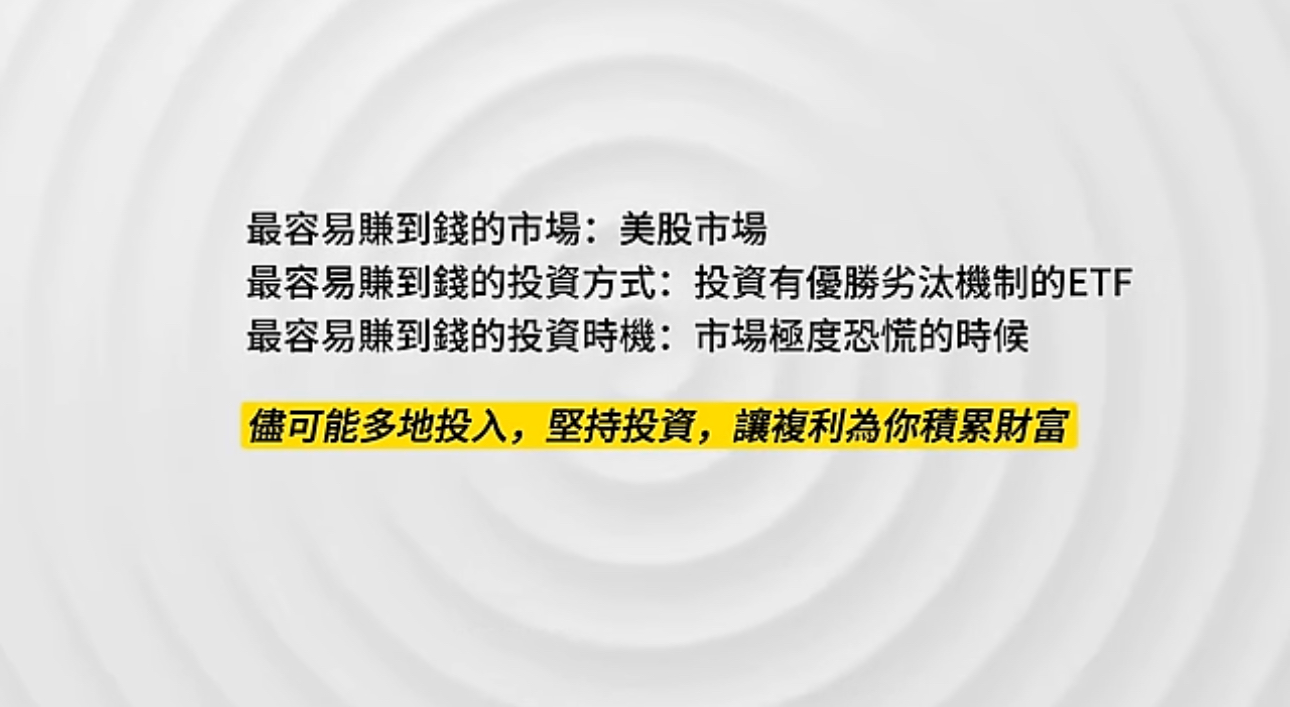 最容易賺到錢的市場：美股市場
最容易賺到錢的投資方式：投資有優勝劣汰機制的ETF
最容易賺到錢的投資時機：市場極度恐慌的時候
儘可能多地投入，堅持投資，讓複利為你積累財富